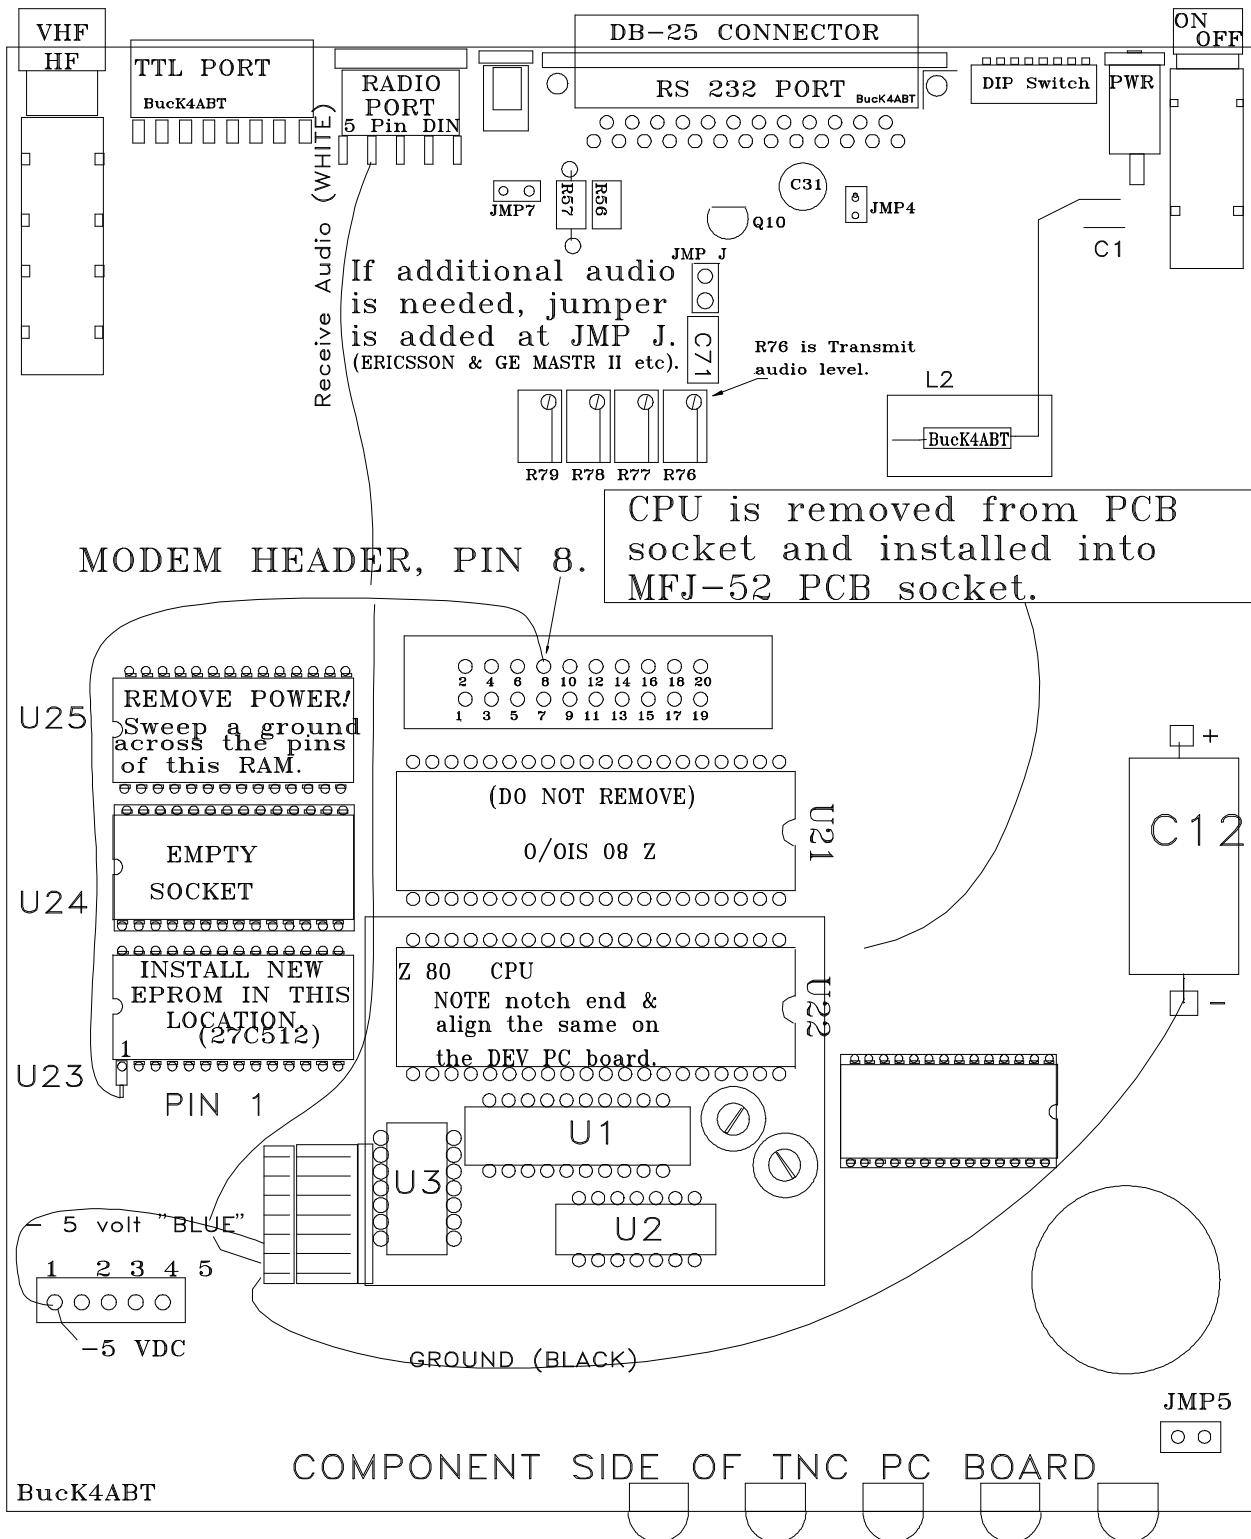 VHF
HF
TTL PORT
BucK4ABT
RADIO
PORT
5 Pin DIN
DB-25 CONNECTOR
RS 232 PORT
BucK4ABT
DIP Switch
PWR
ON
OFF
Receive Audio (WHITE)
JMP7
R57
R56
C31
Q10
JMP4
C1
JMP J
C71
If additional audio
is needed, jumper
is added at JMP J.
(ERICSSON & GE MASTR II etc).
R76 is Transmit
audio level.
L2
BucK4ABT
R79
R78
R77
R76
CPU is removed from PCB
socket and installed into
MFJ-52 PCB socket.
MODEM HEADER, PIN 8.
2 4 6 8 10 12 14 16 18 20
1 3 5 7 9 11 13 15 17 19
U25
REMOVE POWER!
Sweep a ground
across the pins
of this RAM.
U24
EMPTY
SOCKET
U23
INSTALL NEW
EPROM IN THIS
LOCATION.
(27C512)
1
PIN 1
(DO NOT REMOVE)
Z 80 SIO/O
U21
Z 80 CPU
NOTE notch end &
align the same on
the DEV PC board.
U22
+
C12
-
U1
U3
U2
- 5 volt "BLUE"
1 2 3 4 5
-5 VDC
GROUND (BLACK)
JMP5
COMPONENT SIDE OF TNC PC BOARD
BucK4ABT